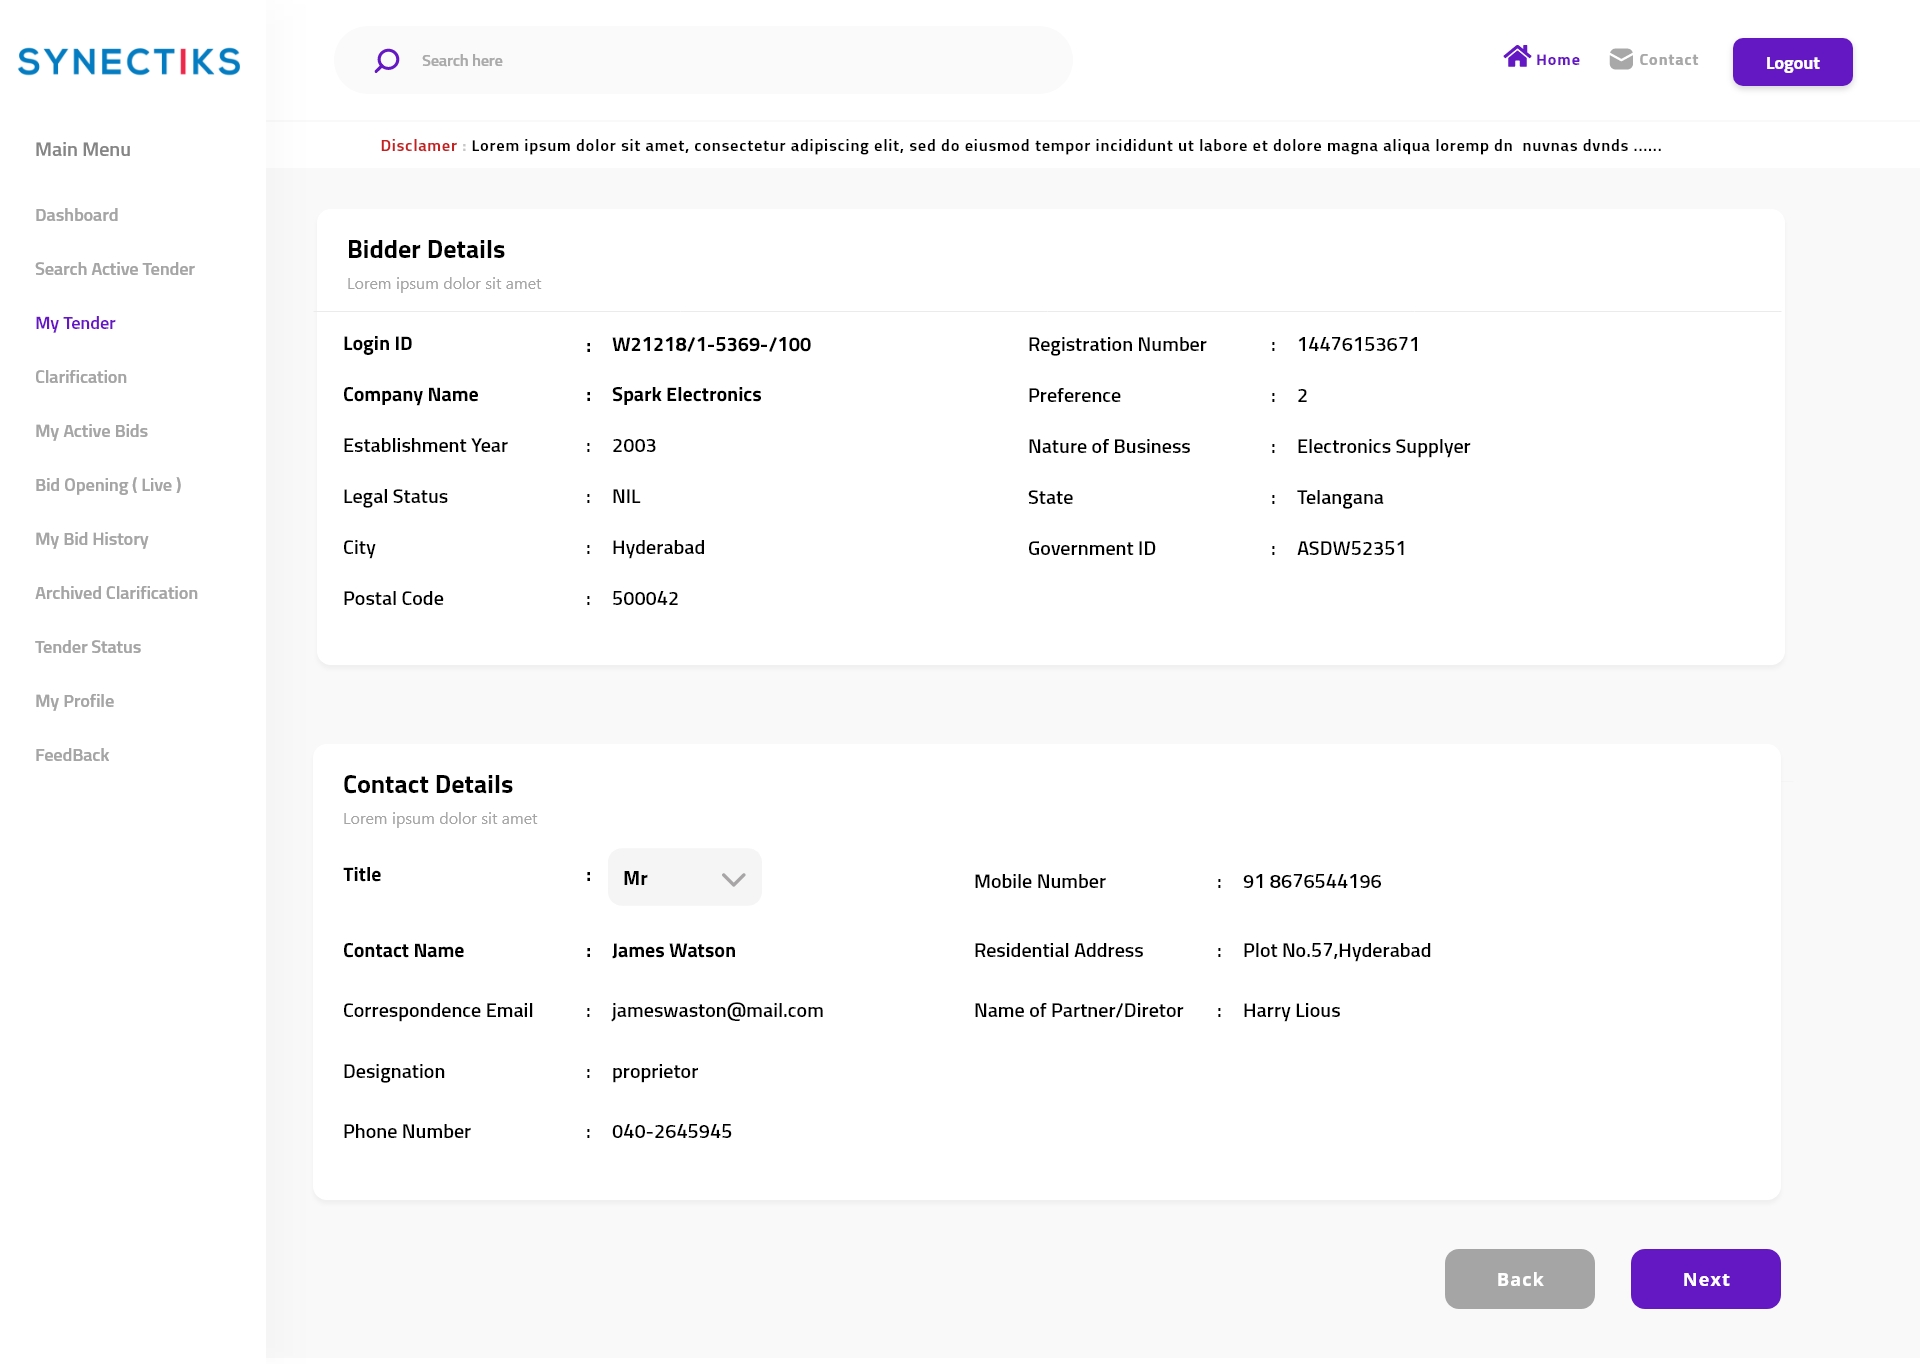 SYNECTIKS
Search here
Home
Contact
Logout
Disclamer : Lorem ipsum dolor sit amet, consectetur adipiscing elit, sed do eiusmod tempor incididunt ut labore et dolore magna aliqua loremp dn nuvnas dvnds ......
Main Menu
Dashboard
Search Active Tender
My Tender
Clarification
My Active Bids
Bid Opening ( Live )
My Bid History
Archived Clarification
Tender Status
My Profile
FeedBack
Bidder Details
Lorem ipsum dolor sit amet
Login ID : W21218/1-5369-/100
Company Name : Spark Electronics
Establishment Year : 2003
Legal Status : NIL
City : Hyderabad
Postal Code : 500042
Registration Number : 14476153671
Preference : 2
Nature of Business : Electronics Supplyer
State : Telangana
Government ID : ASDW52351
Contact Details
Lorem ipsum dolor sit amet
Title : Mr
Contact Name : James Watson
Correspondence Email : jameswaston@mail.com
Designation : proprietor
Phone Number : 040-2645945
Mobile Number : 91 8676544196
Residential Address : Plot No.57,Hyderabad
Name of Partner/Diretor : Harry Lious
Back
Next